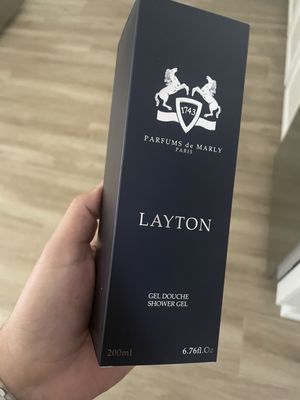 1743
PARFUMS de MARLY
PARIS
LAYTON
GEL DOUCHE
SHOWER GEL
200ml 6.76fl.Oz